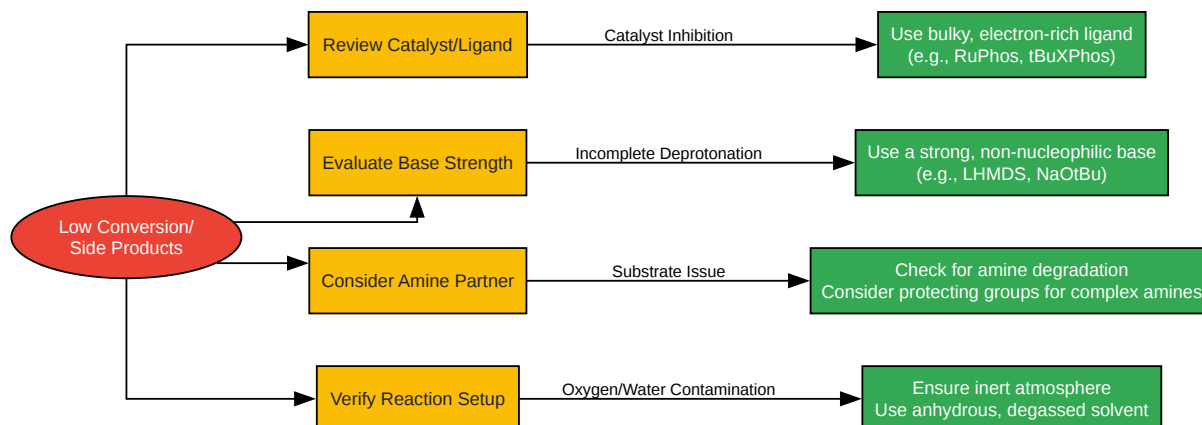 Low Conversion/
Side Products
Review Catalyst/Ligand
Catalyst Inhibition
Use bulky, electron-rich ligand
(e.g., RuPhos, tBuXPhos)
Evaluate Base Strength
Incomplete Deprotonation
Use a strong, non-nucleophilic base
(e.g., LHMDS, NaOtBu)
Consider Amine Partner
Substrate Issue
Check for amine degradation
Consider protecting groups for complex amines
Verify Reaction Setup
Oxygen/Water Contamination
Ensure inert atmosphere
Use anhydrous, degassed solvent